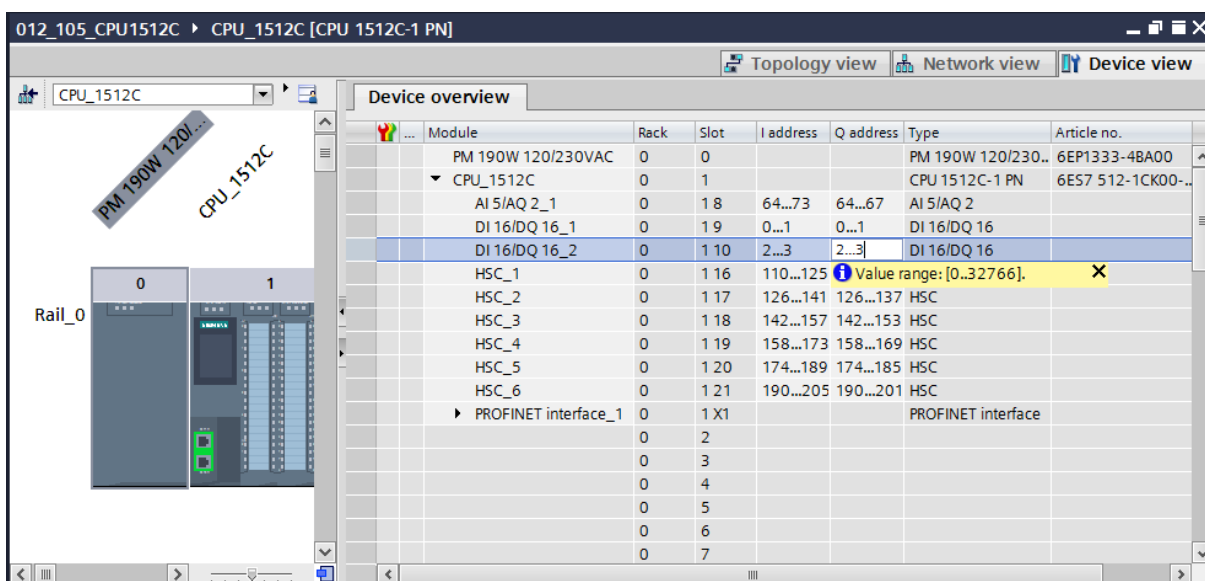 012_105_CPU1512C ▸ CPU_1512C [CPU 1512C-1 PN]
Topology view Network view Device view
CPU_1512C
Device overview
... Module Rack Slot I address Q address Type Article no.
PM 190W 120/230VAC 0 0 PM 190W 120/230.. 6EP1333-4BA00
CPU_1512C 0 1 CPU 1512C-1 PN 6ES7 512-1CK00-..
AI 5/AQ 2_1 0 1 8 64...73 64...67 AI 5/AQ 2
DI 16/DQ 16_1 0 1 9 0...1 0...1 DI 16/DQ 16
DI 16/DQ 16_2 0 1 10 2...3 2...3 DI 16/DQ 16
HSC_1 0 1 16 110...125 Value range: [0..32766].
HSC_2 0 1 17 126...141 126...137 HSC
HSC_3 0 1 18 142...157 142...153 HSC
HSC_4 0 1 19 158...173 158...169 HSC
HSC_5 0 1 20 174...189 174...185 HSC
HSC_6 0 1 21 190...205 190...201 HSC
PROFINET interface_1 0 1 X1 PROFINET interface
0 2
0 3
0 4
0 5
0 6
0 7
PM 190W 120/...
CPU_1512C
0 1
Rail_0
SIEMENS